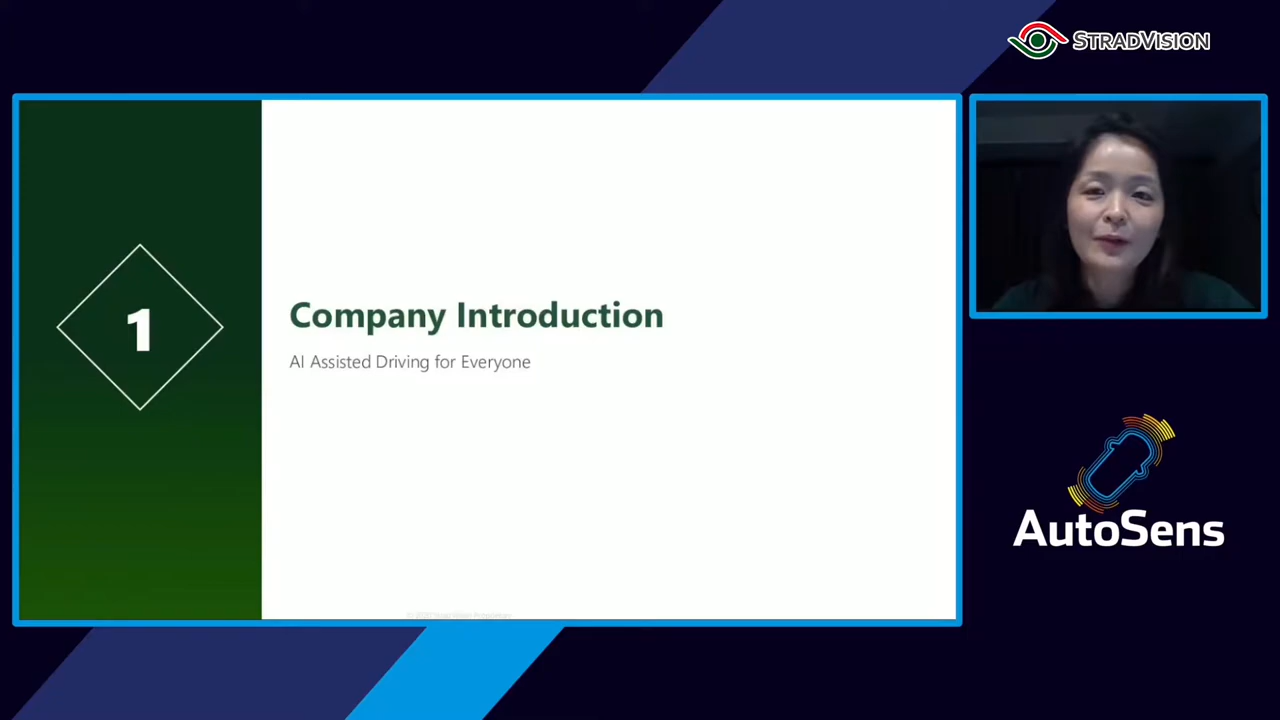 STRADVISION
1
Company Introduction
AI Assisted Driving for Everyone
AutoSens